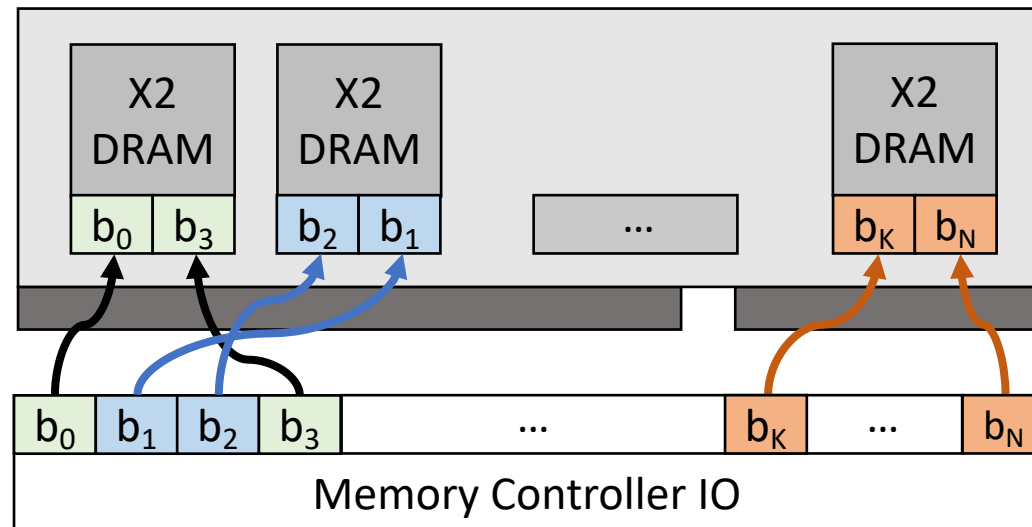 X2 DRAM
X2 DRAM
X2 DRAM
b0 b3
b2 b1
...
bK bN
b0 b1 b2 b3 ... bK ... bN
Memory Controller IO